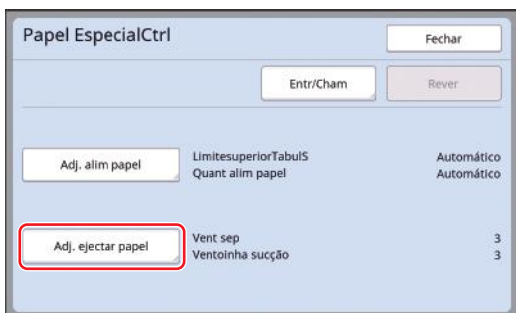 Papel EspecialCtrl
Fechar
Entr/Cham
Rever
Adj. alim papel
LimitesuperiorTabulS Automático
Quant alim papel Automático
Adj. ejectar papel
Vent sep 3
Ventoinha sucção 3